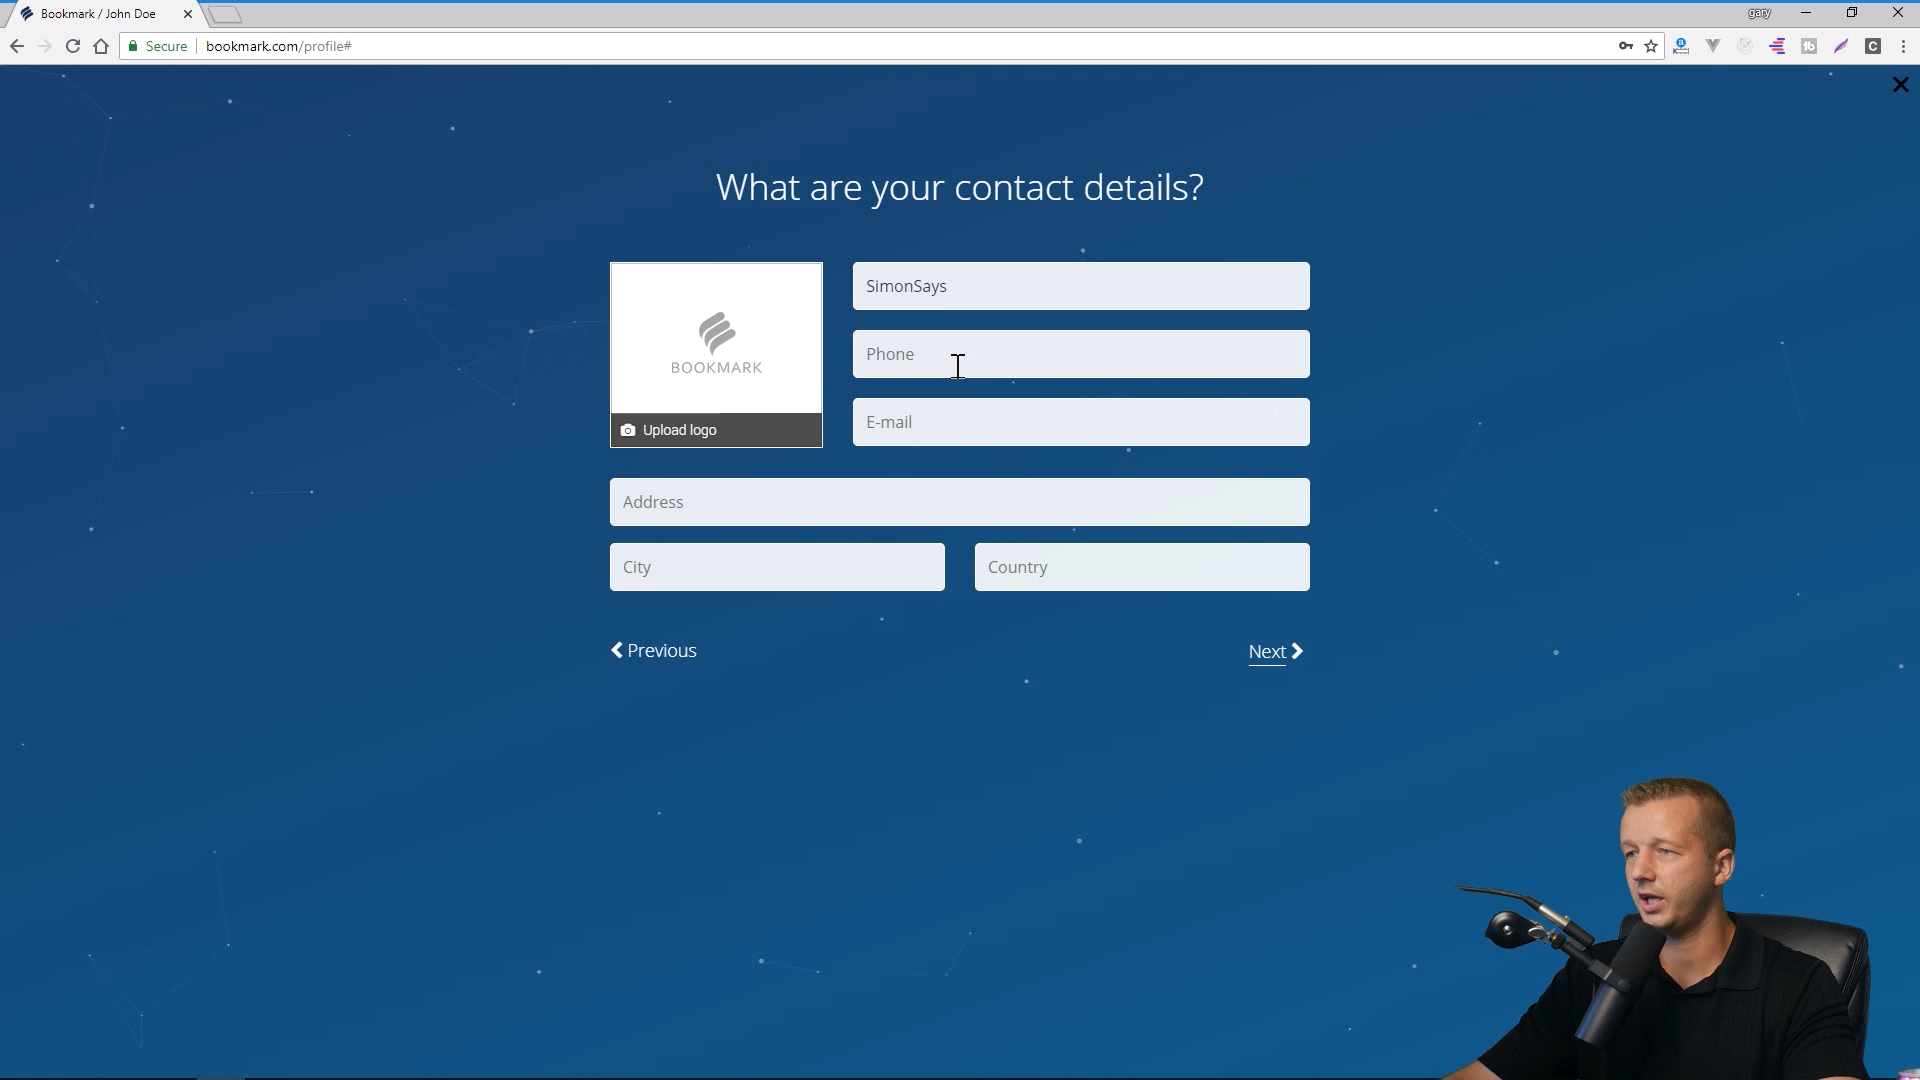 Bookmark / John Doe
gary
Secure
bookmark.com/profile#
What are your contact details?
BOOKMARK
Upload logo
SimonSays
Phone
E-mail
Address
City
Country
Previous
Next